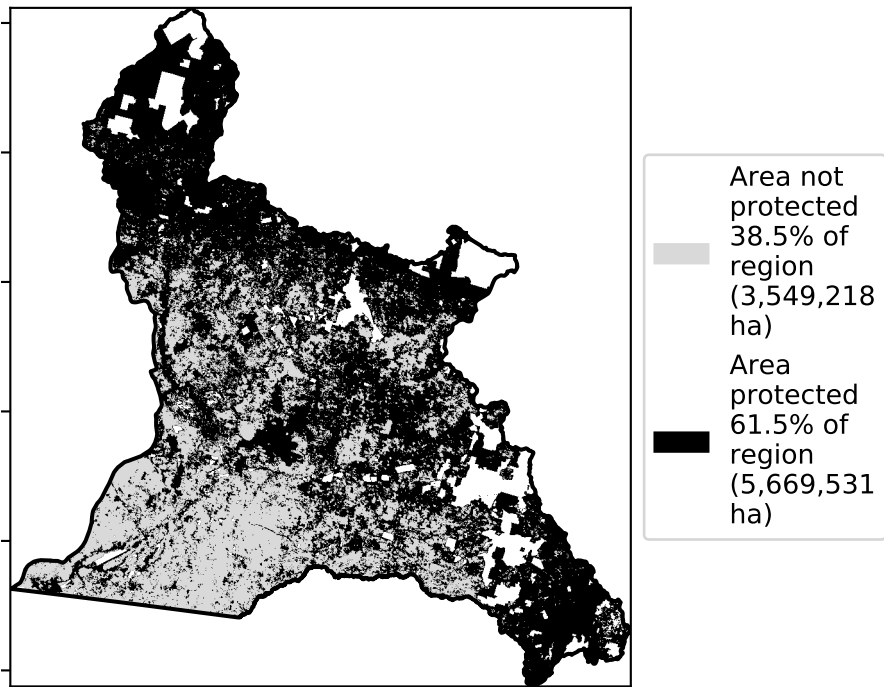 Area not
protected
38.5% of
region
(3,549,218
ha)
Area
protected
61.5% of
region
(5,669,531
ha)